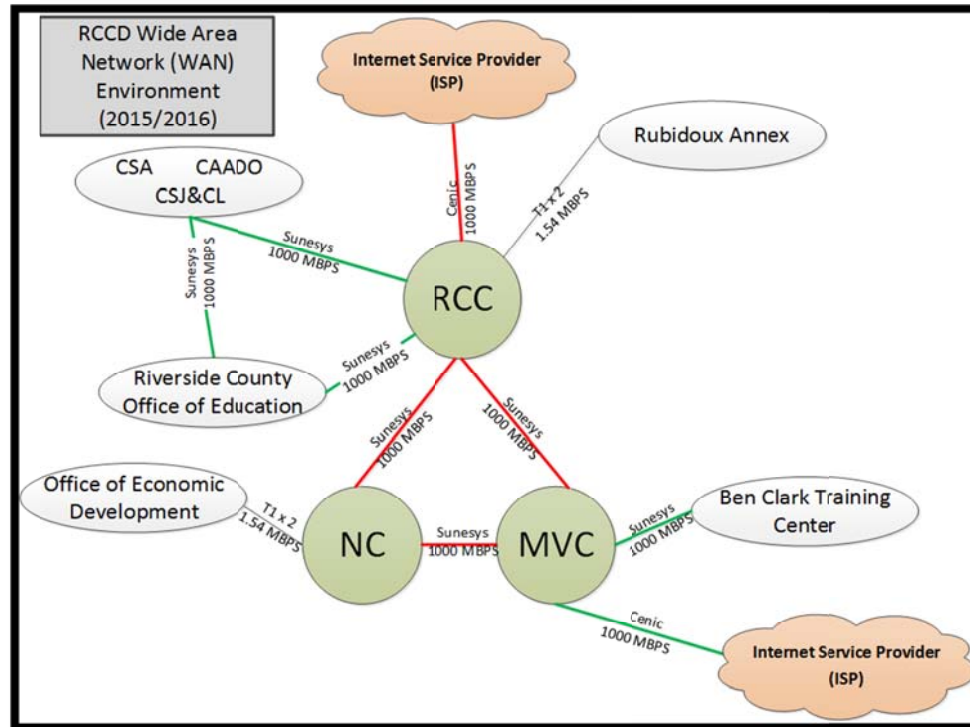 RCCD Wide Area
Network (WAN)
Environment
(2015/2016)
Internet Service Provider
(ISP)
Rubidoux Annex
CSA CAADO
CSJ&CL
Cenic
1000 MBPS
T1 x 2
1.54 MBPS
Sunesys
1000 MBPS
Sunesys
1000 MBPS
RCC
Sunesys
1000 MBPS
Riverside County
Office of Education
Sunesys
1000 MBPS
Sunesys
1000 MBPS
Office of Economic
Development
T1 x 2
1.54 MBPS
NC
Sunesys
1000 MBPS
MVC
Sunesys
1000 MBPS
Ben Clark Training
Center
Cenic
1000 MBPS
Internet Service Provider
(ISP)